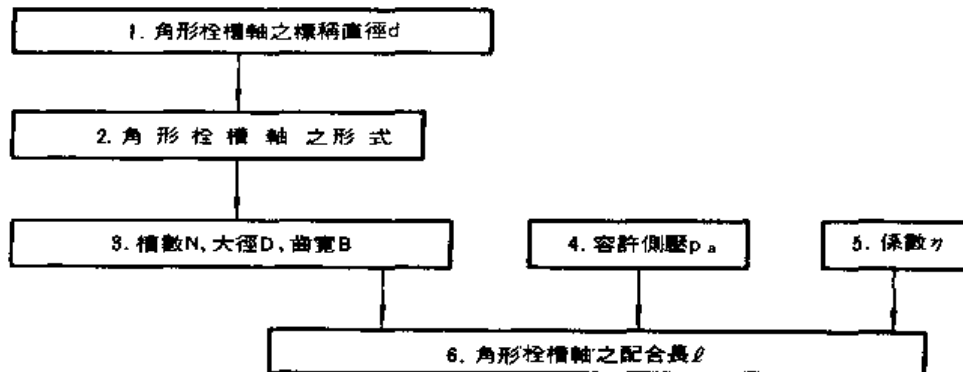 1. 角形栓槽軸之標稱直徑d
2. 角形栓槽軸之形式
3. 槽數N、大徑D、齒寬B
4. 容許側壓pa
5. 係數η
6. 角形栓槽軸之配合長ℓ